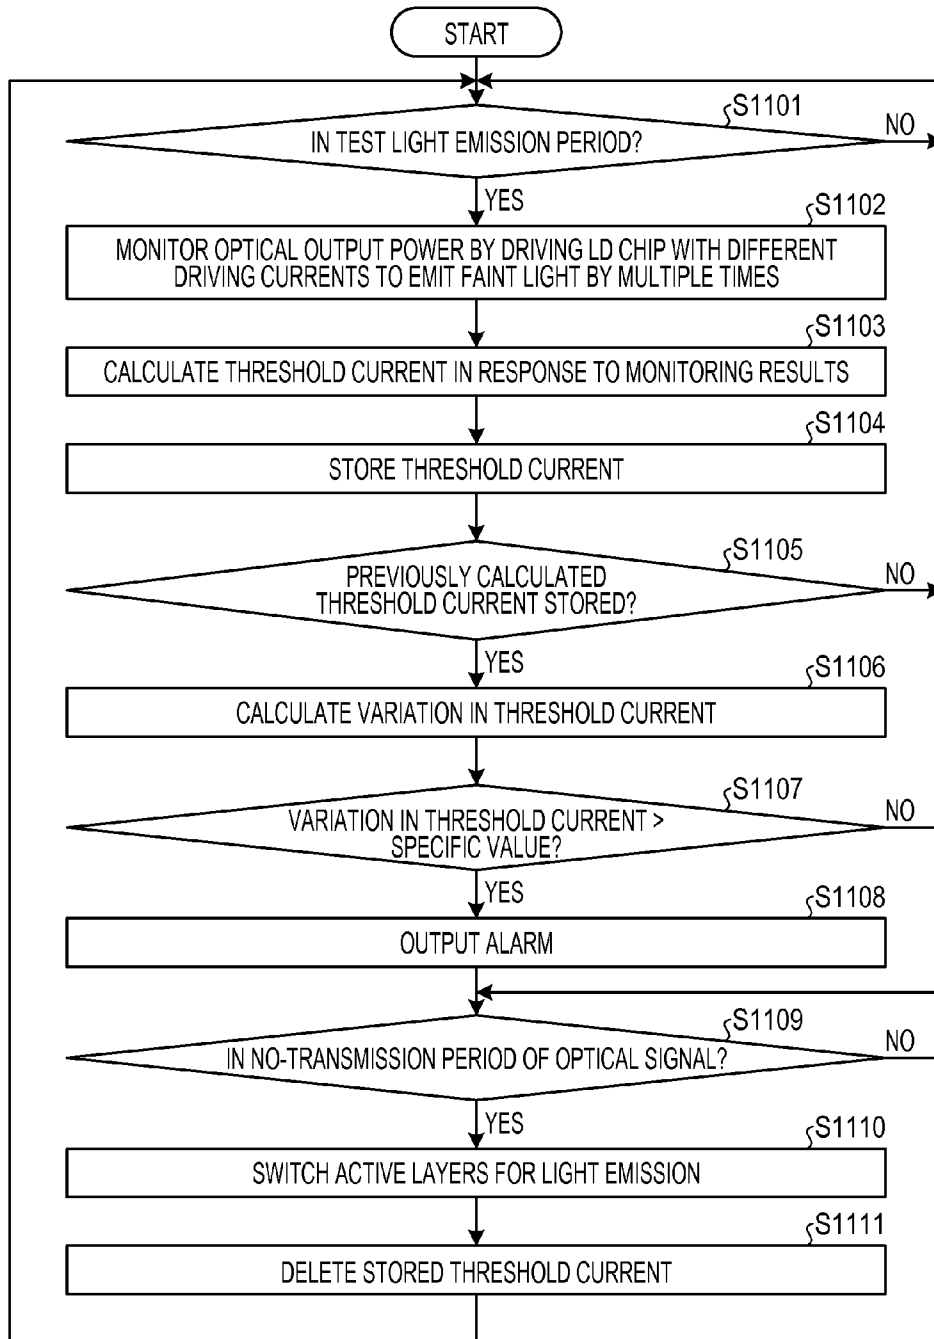 START
S1101
IN TEST LIGHT EMISSION PERIOD?
NO
YES
S1102
MONITOR OPTICAL OUTPUT POWER BY DRIVING LD CHIP WITH DIFFERENT
DRIVING CURRENTS TO EMIT FAINT LIGHT BY MULTIPLE TIMES
S1103
CALCULATE THRESHOLD CURRENT IN RESPONSE TO MONITORING RESULTS
S1104
STORE THRESHOLD CURRENT
S1105
PREVIOUSLY CALCULATED
THRESHOLD CURRENT STORED?
NO
YES
S1106
CALCULATE VARIATION IN THRESHOLD CURRENT
S1107
VARIATION IN THRESHOLD CURRENT >
SPECIFIC VALUE?
NO
YES
S1108
OUTPUT ALARM
S1109
IN NO-TRANSMISSION PERIOD OF OPTICAL SIGNAL?
NO
YES
S1110
SWITCH ACTIVE LAYERS FOR LIGHT EMISSION
S1111
DELETE STORED THRESHOLD CURRENT